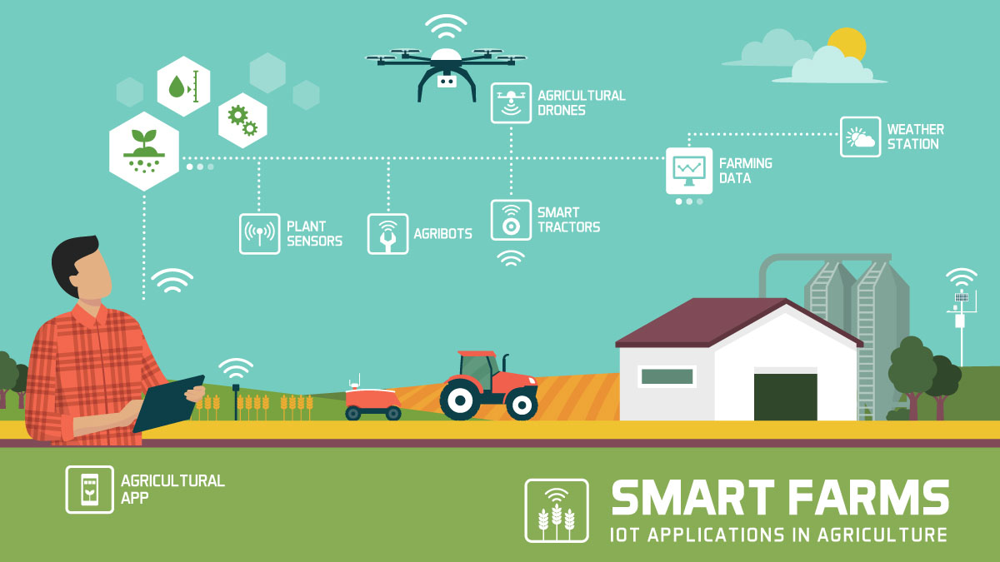 AGRICULTURAL
DRONES
WEATHER
STATION
FARMING
DATA
PLANT
SENSORS
AGRIBOTS
SMART
TRACTORS
AGRICULTURAL
APP
SMART FARMS
IOT APPLICATIONS IN AGRICULTURE